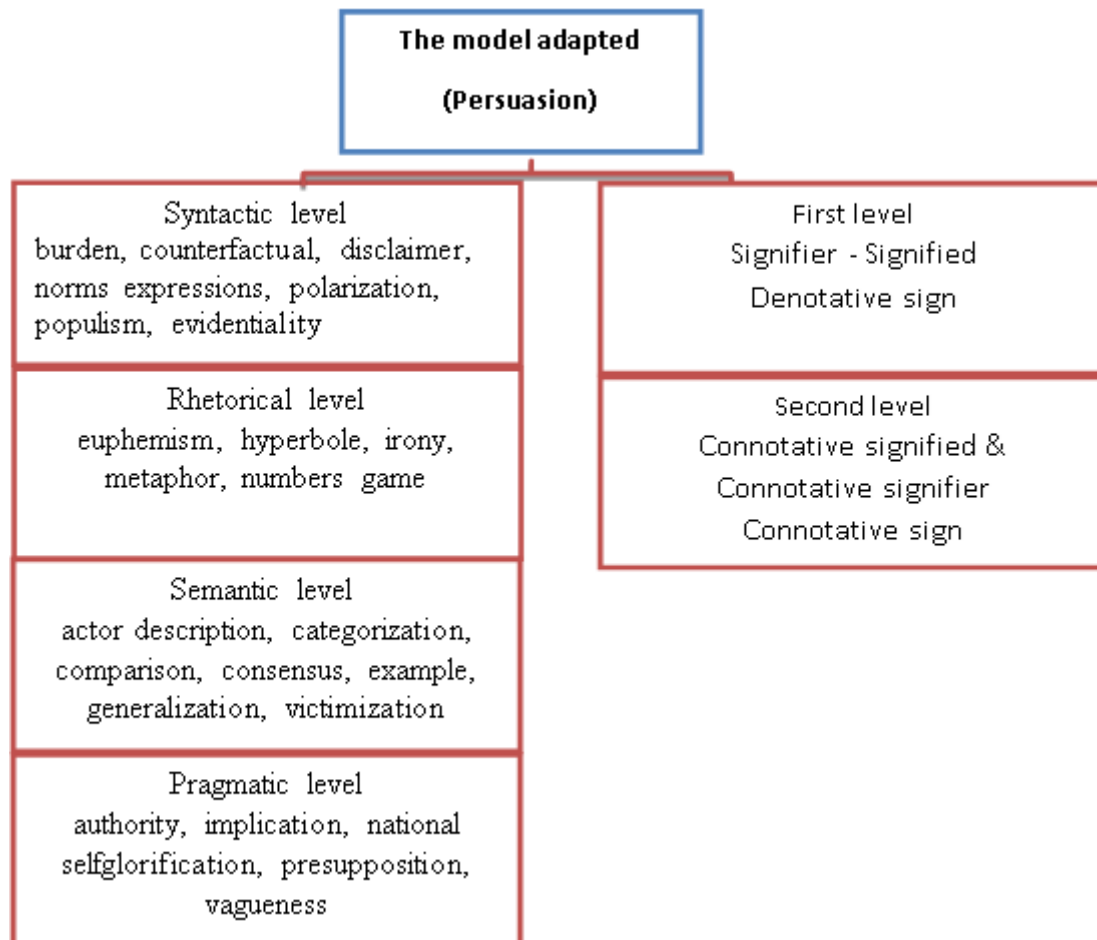 The model adapted
(Persuasion)
Syntactic level
burden, counterfactual, disclaimer,
norms expressions, polarization,
populism, evidentiality
Rhetorical level
euphemism, hyperbole, irony,
metaphor, numbers game
Semantic level
actor description, categorization,
comparison, consensus, example,
generalization, victimization
Pragmatic level
authority, implication, national
selfglorification, presupposition,
vagueness
First level
Signifier - Signified
Denotative sign
Second level
Connotative signified &
Connotative signifier
Connotative sign